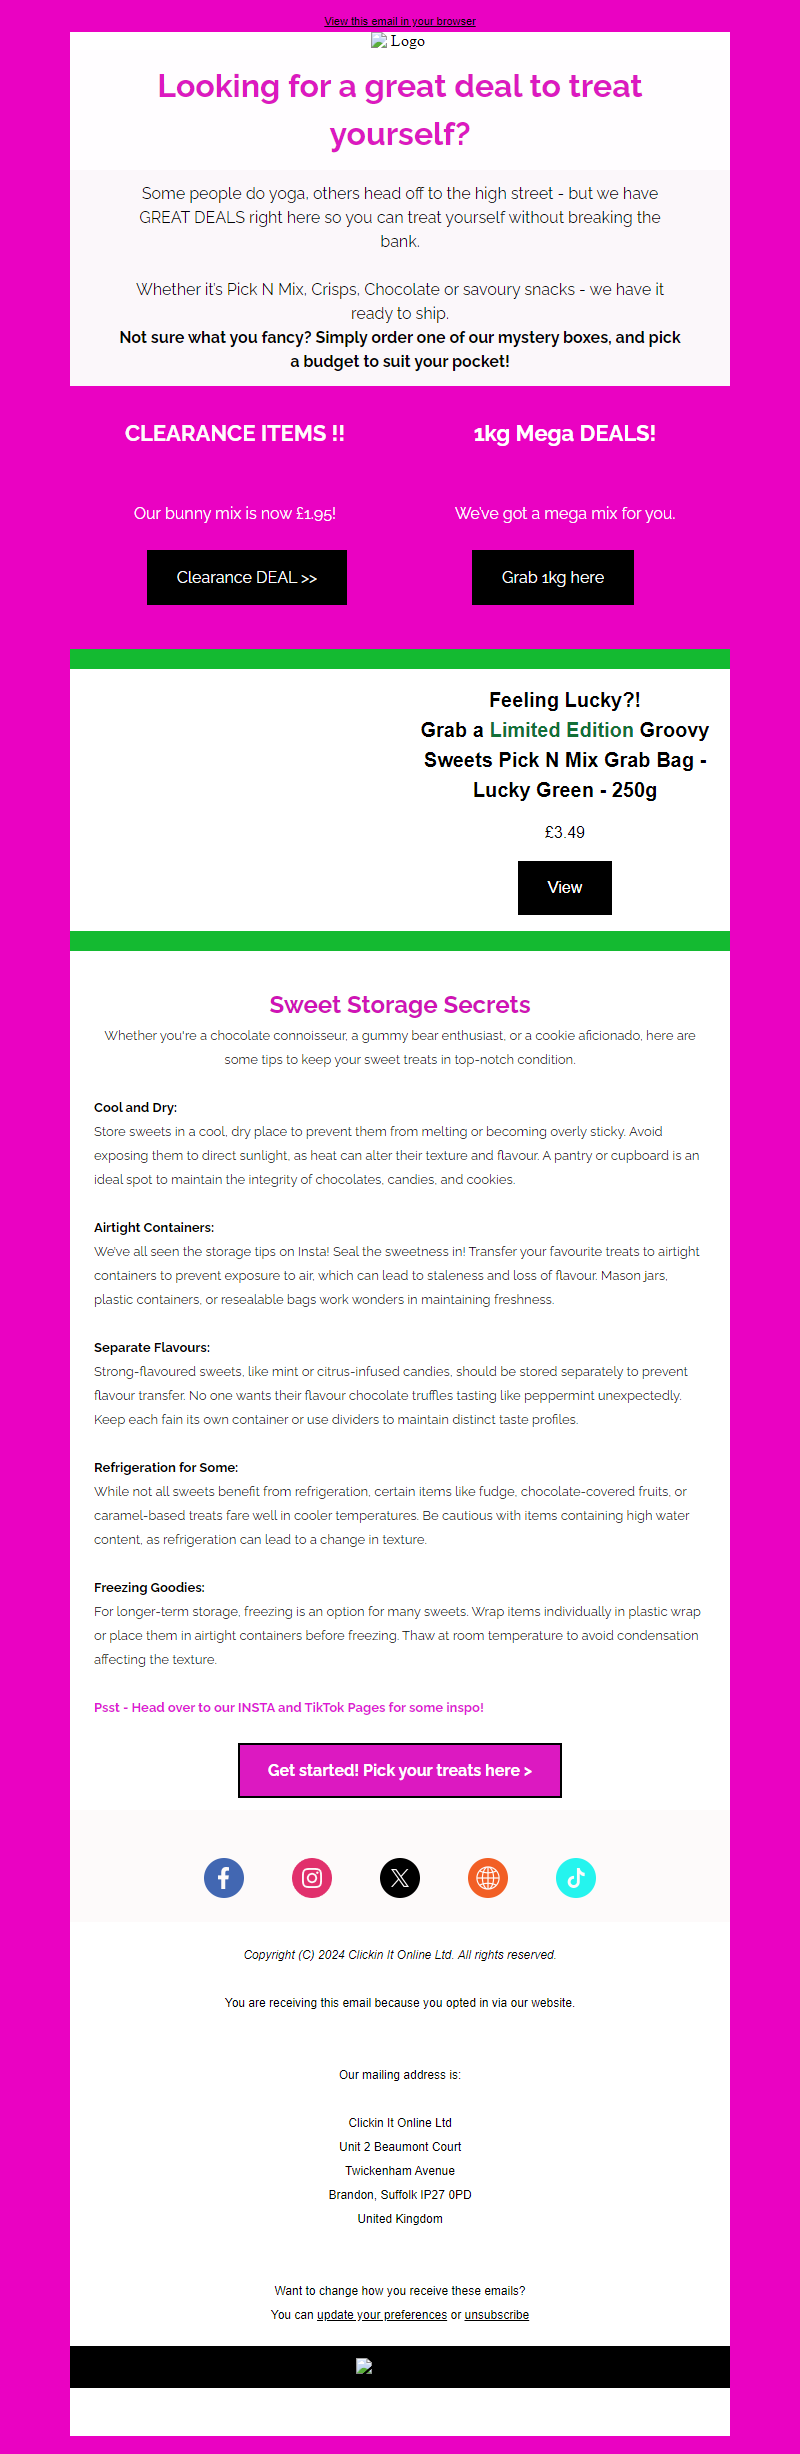 View this email in your browser
Logo
Looking for a great deal to treat
yourself?
Some people do yoga, others head off to the high street - but we have
GREAT DEALS right here so you can treat yourself without breaking the
bank.
Whether it's Pick N Mix, Crisps, Chocolate or savoury snacks - we have it
ready to ship.
Not sure what you fancy? Simply order one of our mystery boxes, and pick
a budget to suit your pocket!
CLEARANCE ITEMS !!
Our bunny mix is now £1.95!
Clearance DEAL >>
1kg Mega DEALS!
We've got a mega mix for you.
Grab 1kg here
Feeling Lucky?!
Grab a Limited Edition Groovy
Sweets Pick N Mix Grab Bag -
Lucky Green - 250g
£3.49
View
Sweet Storage Secrets
Whether you're a chocolate connoisseur, a gummy bear enthusiast, or a cookie aficionado, here are
some tips to keep your sweet treats in top-notch condition.
Cool and Dry:
Store sweets in a cool, dry place to prevent them from melting or becoming overly sticky. Avoid
exposing them to direct sunlight, as heat can alter their texture and flavour. A pantry or cupboard is an
ideal spot to maintain the integrity of chocolates, candies, and cookies.
Airtight Containers:
We've all seen the storage tips on Insta! Seal the sweetness in! Transfer your favourite treats to airtight
containers to prevent exposure to air, which can lead to staleness and loss of flavour. Mason jars,
plastic containers, or resealable bags work wonders in maintaining freshness.
Separate Flavours:
Strong-flavoured sweets, like mint or citrus-infused candies, should be stored separately to prevent
flavour transfer. No one wants their flavour chocolate truffles tasting like peppermint unexpectedly.
Keep each fain its own container or use dividers to maintain distinct taste profiles.
Refrigeration for Some:
While not all sweets benefit from refrigeration, certain items like fudge, chocolate-covered fruits, or
caramel-based treats fare well in cooler temperatures. Be cautious with items containing high water
content, as refrigeration can lead to a change in texture.
Freezing Goodies:
For longer-term storage, freezing is an option for many sweets. Wrap items individually in plastic wrap
or place them in airtight containers before freezing. Thaw at room temperature to avoid condensation
affecting the texture.
Psst - Head over to our INSTA and TikTok Pages for some inspo!
Get started! Pick your treats here >
Copyright (C) 2024 Clickin It Online Ltd. All rights reserved.
You are receiving this email because you opted in via our website.
Our mailing address is:
Clickin It Online Ltd
Unit 2 Beaumont Court
Twickenham Avenue
Brandon, Suffolk IP27 0PD
United Kingdom
Want to change how you receive these emails?
You can update your preferences or unsubscribe